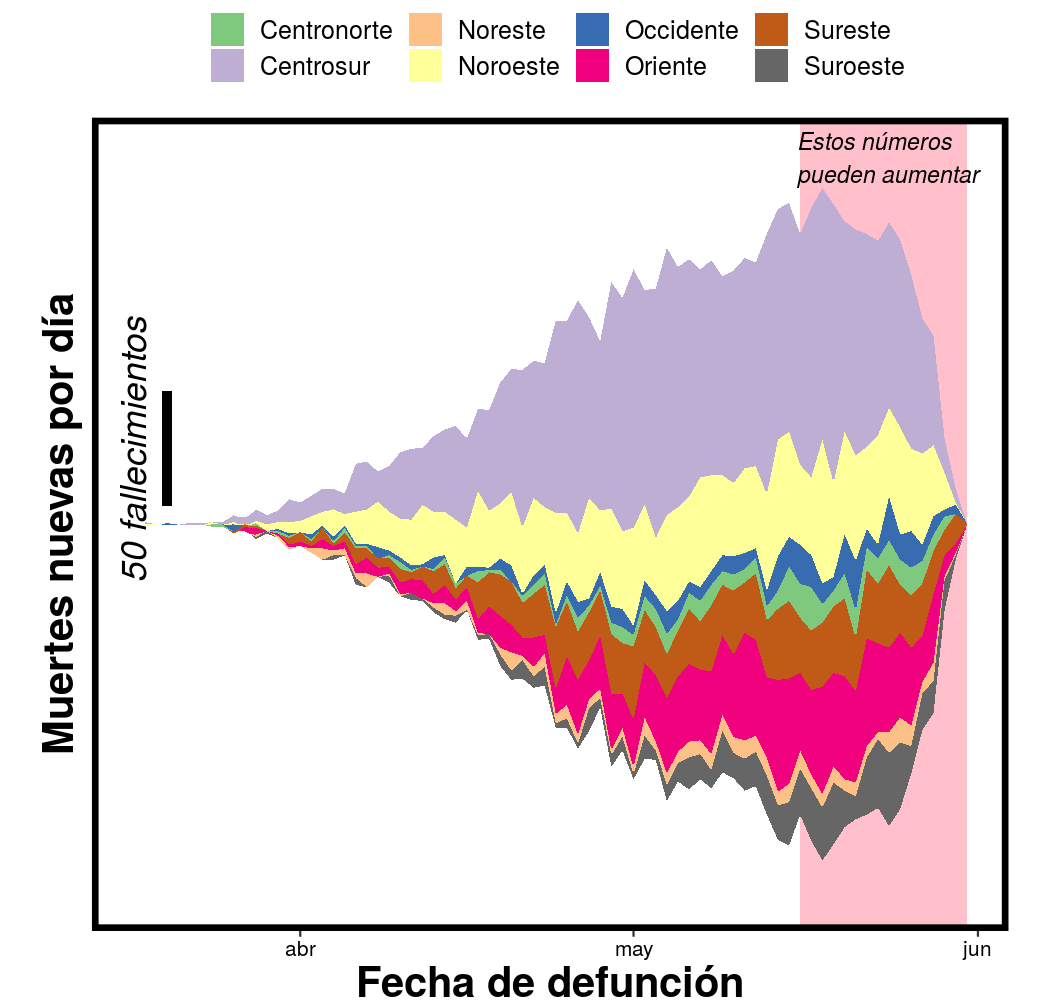 Centronorte Noreste Occidente Sureste
Centrosur Noroeste Oriente Suroeste
Estos números
pueden aumentar
50 fallecimientos
Muertes nuevas por día
abr may jun
Fecha de defunción